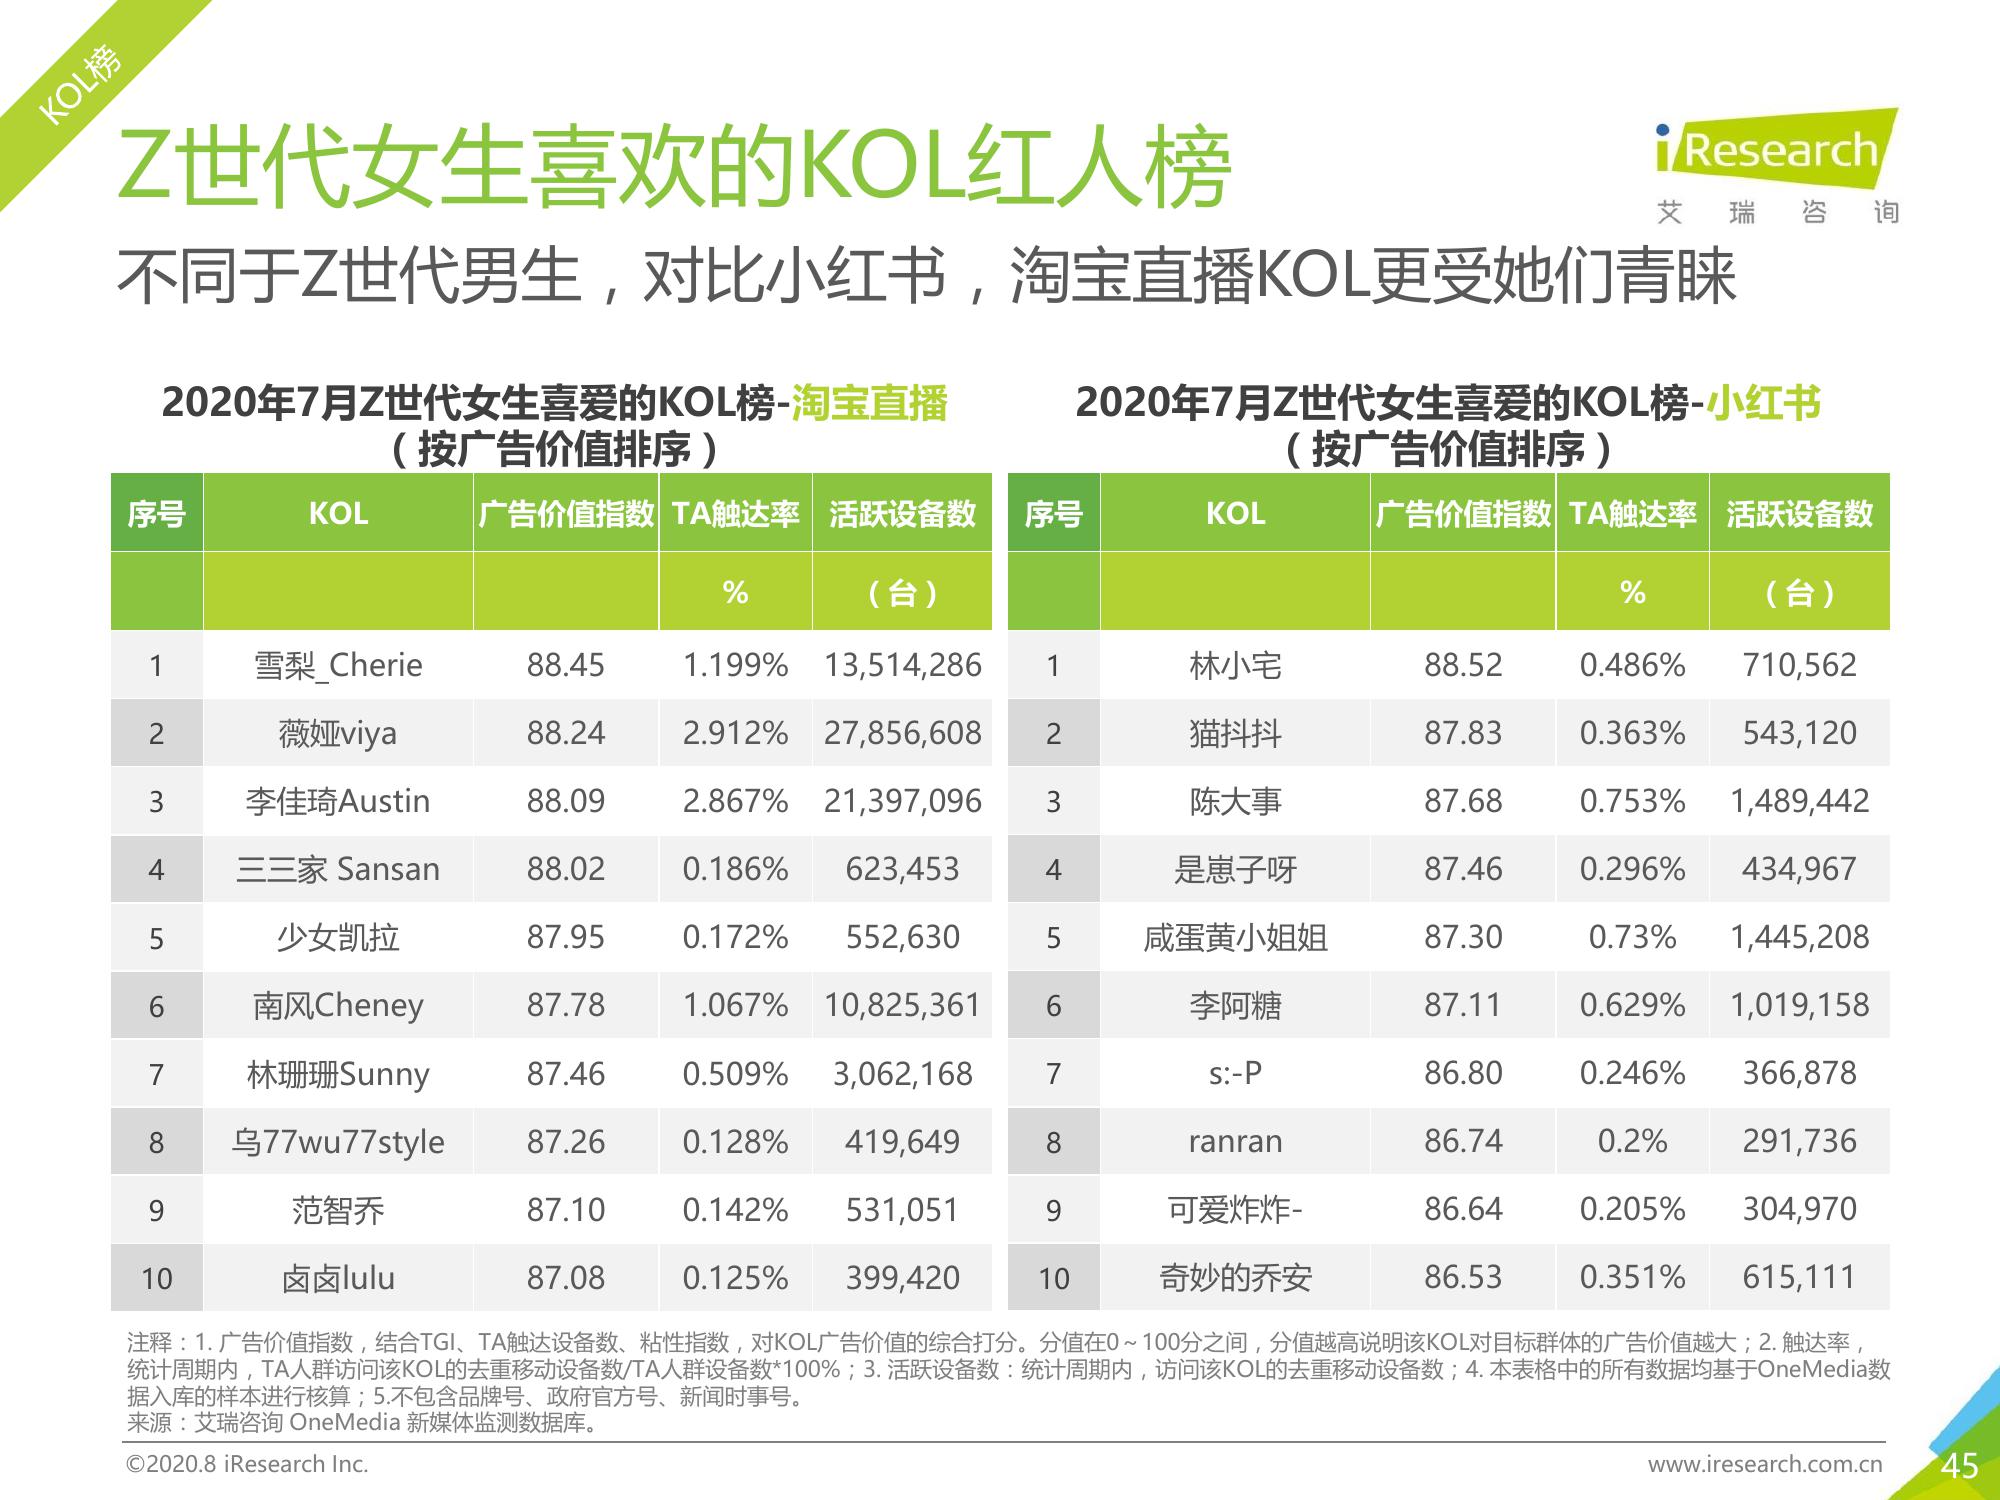 KOL榜
Z世代女生喜欢的KOL红人榜
iResearch
艾瑞咨询
不同于Z世代男生，对比小红书，淘宝直播KOL更受她们青睐
2020年7月Z世代女生喜爱的KOL榜-淘宝直播
（按广告价值排序）
序号 KOL 广告价值指数 TA触达率 活跃设备数
% （台）
1 雪梨_Cherie 88.45 1.199% 13,514,286
2 薇娅viya 88.24 2.912% 27,856,608
3 李佳琦Austin 88.09 2.867% 21,397,096
4 三三家 Sansan 88.02 0.186% 623,453
5 少女凯拉 87.95 0.172% 552,630
6 南风Cheney 87.78 1.067% 10,825,361
7 林珊珊Sunny 87.46 0.509% 3,062,168
8 乌77wu77style 87.26 0.128% 419,649
9 范智乔 87.10 0.142% 531,051
10 卤卤lulu 87.08 0.125% 399,420
2020年7月Z世代女生喜爱的KOL榜-小红书
（按广告价值排序）
序号 KOL 广告价值指数 TA触达率 活跃设备数
% （台）
1 林小宅 88.52 0.486% 710,562
2 猫抖抖 87.83 0.363% 543,120
3 陈大事 87.68 0.753% 1,489,442
4 是崽子呀 87.46 0.296% 434,967
5 咸蛋黄小姐姐 87.30 0.73% 1,445,208
6 李阿糖 87.11 0.629% 1,019,158
7 s:-P 86.80 0.246% 366,878
8 ranran 86.74 0.2% 291,736
9 可爱炸炸- 86.64 0.205% 304,970
10 奇妙的乔安 86.53 0.351% 615,111
注释：1. 广告价值指数，结合TGI、TA触达设备数、粘性指数，对KOL广告价值的综合打分。分值在0～100分之间，分值越高说明该KOL对目标群体的广告价值越大；2. 触达率，
统计周期内，TA人群访问该KOL的去重移动设备数/TA人群设备数*100%；3. 活跃设备数：统计周期内，访问该KOL的去重移动设备数；4. 本表格中的所有数据均基于OneMedia数
据入库的样本进行核算；5.不包含品牌号、政府官方号、新闻时事号。
来源：艾瑞咨询 OneMedia 新媒体监测数据库。
©2020.8 iResearch Inc.
www.iresearch.com.cn
45